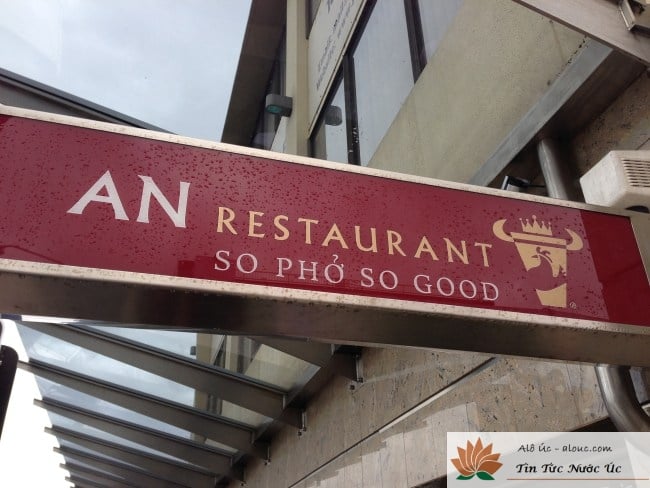 AN RESTAURANT
SO PHỞ SO GOOD
®
Alô Úc - alouc.com
Tin Tức Nước Úc